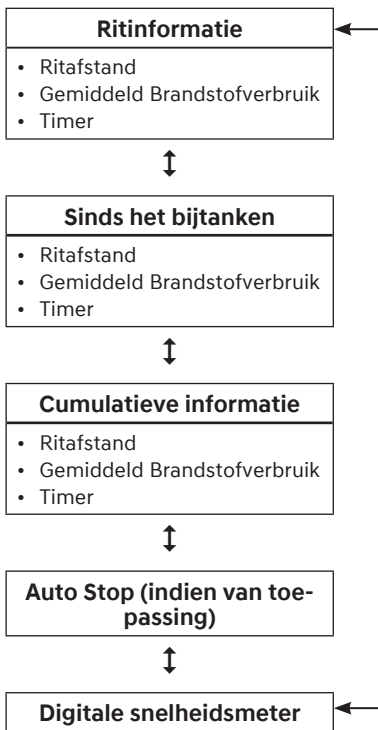 Ritinformatie
• Ritafstand
• Gemiddeld Brandstofverbruik
• Timer
Sinds het bijtanken
• Ritafstand
• Gemiddeld Brandstofverbruik
• Timer
Cumulatieve informatie
• Ritafstand
• Gemiddeld Brandstofverbruik
• Timer
Auto Stop (indien van toe-
passing)
Digitale snelheidsmeter